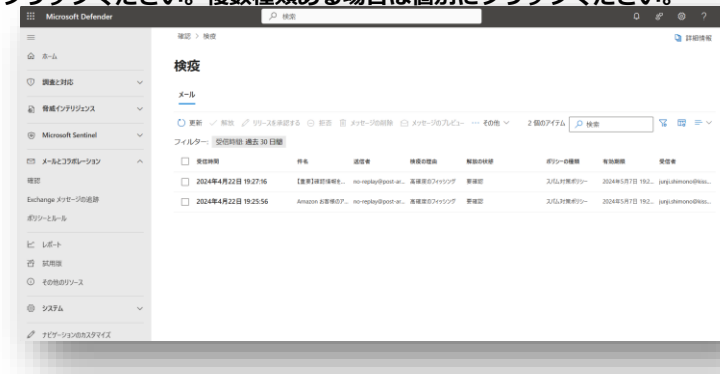 クリックください。複数種類ある場合は個別にクリックください。
Microsoft Defender
検索
確認 > 検疫
詳細情報
ホーム
検疫
調査と対応
メール
脅威インテリジェンス
更新 解放 リリースを承認する 拒否 メッセージの削除 メッセージのプレビュー ... その他
2 個のアイテム 検索
Microsoft Sentinel
フィルター: 受信時間: 過去 30 日間
メールとコラボレーション
受信時間 件名 送信者 検疫の理由 解放の状態 ポリシーの種類 有効期限 受信者
確認
2024年4月22日 19:27:16 【重要】確認情報を... no-replay@post-ac... 高確度のフィッシング 要確認 スパム対策ポリシー 2024年5月7日 192... junji.shimono@kiss...
Exchange メッセージの追跡
2024年4月22日 19:25:56 Amazon お客様のア... no-replay@post-ac... 高確度のフィッシング 要確認 スパム対策ポリシー 2024年5月7日 192... junji.shimono@kiss...
ポリシーとルール
レポート
試用版
その他のリソース
システム
ナビゲーションのカスタマイズ